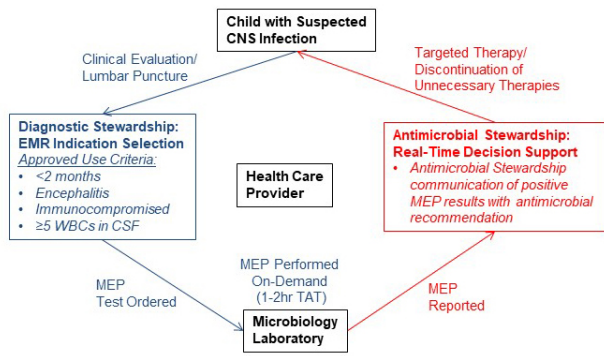 Child with Suspected
CNS Infection
Clinical Evaluation/
Lumbar Puncture
Targeted Therapy/
Discontinuation of
Unnecessary Therapies
Diagnostic Stewardship:
EMR Indication Selection
Approved Use Criteria:
• <2 months
• Encephalitis
• Immunocompromised
• ≥5 WBCs in CSF
Health Care
Provider
Antimicrobial Stewardship:
Real-Time Decision Support
• Antimicrobial Stewardship
communication of positive
MEP results with antimicrobial
recommendation
MEP
Test Ordered
MEP Performed
On-Demand
(1-2hr TAT)
Microbiology
Laboratory
MEP
Reported